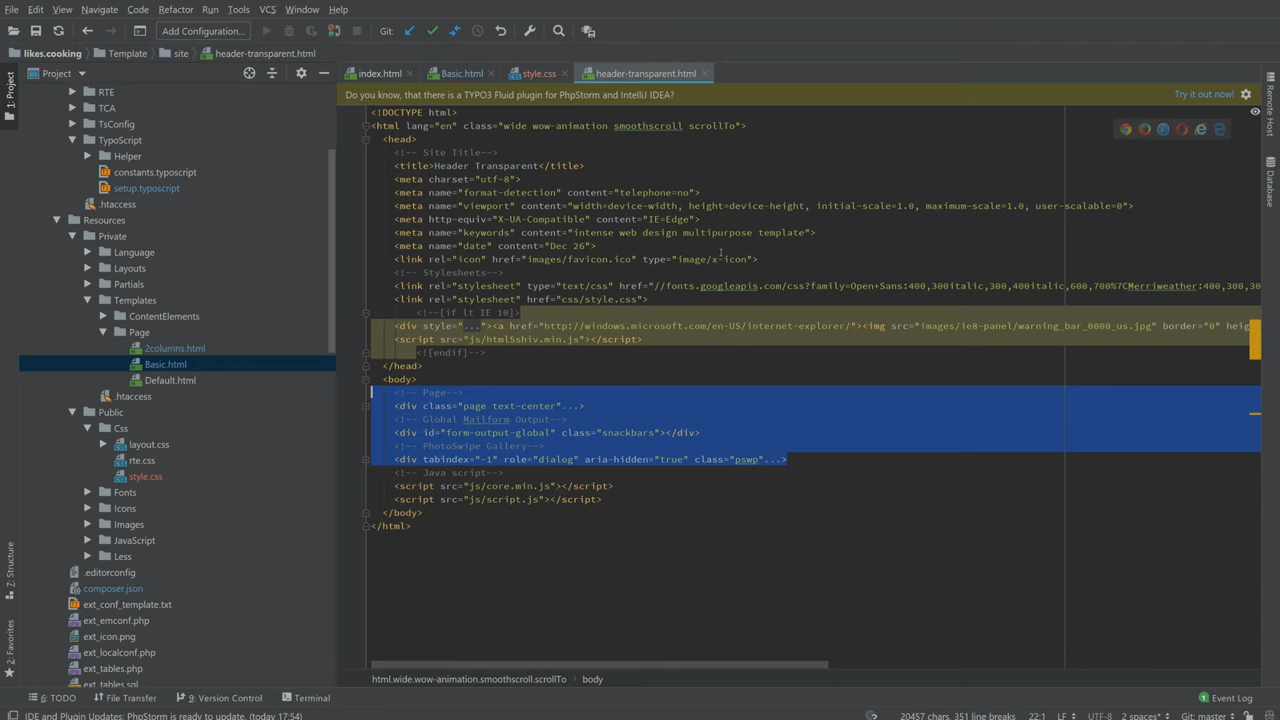 File Edit View Navigate Code Refactor Run Tools VCS Window Help
Add Configuration... Git:
likes.cooking Template site header-transparent.html
Project
index.html Basic.html style.css header-transparent.html
Do you know, that there is a TYPO3 Fluid plugin for PhpStorm and IntelliJ IDEA? Try it out now!
1: Project
7: Structure
2: Favorites
Remote Host
Database
RTE
TCA
TsConfig
TypoScript
Helper
constants.typoscript
setup.typoscript
.htaccess
Resources
Private
Language
Layouts
Partials
Templates
ContentElements
Page
2columns.html
Basic.html
Default.html
.htaccess
Public
Css
layout.css
rte.css
style.css
Fonts
Icons
Images
JavaScript
Less
.editorconfig
composer.json
ext_conf_template.txt
ext_emconf.php
ext_icon.png
ext_localconf.php
ext_tables.php
ext_tables.sql
<!DOCTYPE html>
<html lang="en" class="wide wow-animation smoothscroll scrollTo">
<head>
<!-- Site Title-->
<title>Header Transparent</title>
<meta charset="utf-8">
<meta name="format-detection" content="telephone=no">
<meta name="viewport" content="width=device-width, height=device-height, initial-scale=1.0, maximum-scale=1.0, user-scalable=0">
<meta http-equiv="X-UA-Compatible" content="IE=Edge">
<meta name="keywords" content="intense web design multipurpose template">
<meta name="date" content="Dec 26">
<link rel="icon" href="images/favicon.ico" type="image/x-icon">
<!-- Stylesheets-->
<link rel="stylesheet" type="text/css" href="//fonts.googleapis.com/css?family=Open+Sans:400,300italic,300,400italic,600,700%7CMerriweather:400,300,30
<link rel="stylesheet" href="css/style.css">
<!--[if lt IE 10]>
<div style="..."><a href="http://windows.microsoft.com/en-US/internet-explorer/"><img src="images/ie8-panel/warning_bar_0000_us.jpg" border="0" heig
<script src="js/html5shiv.min.js"></script>
<![endif]-->
</head>
<body>
<!-- Page-->
<div class="page text-center"...>
<!-- Global Mailform Output-->
<div id="form-output-global" class="snackbars"></div>
<!-- PhotoSwipe Gallery-->
<div tabindex="-1" role="dialog" aria-hidden="true" class="pswp"...>
<!-- Java script-->
<script src="js/core.min.js"></script>
<script src="js/script.js"></script>
</body>
</html>
html.wide.wow-animation.smoothscroll.scrollTo body
6: TODO File Transfer 9: Version Control Terminal Event Log
IDE and Plugin Updates: PhpStorm is ready to update. (today 17:54) 20457 chars, 351 line breaks 22:1 LF UTF-8 2 spaces* Git: master